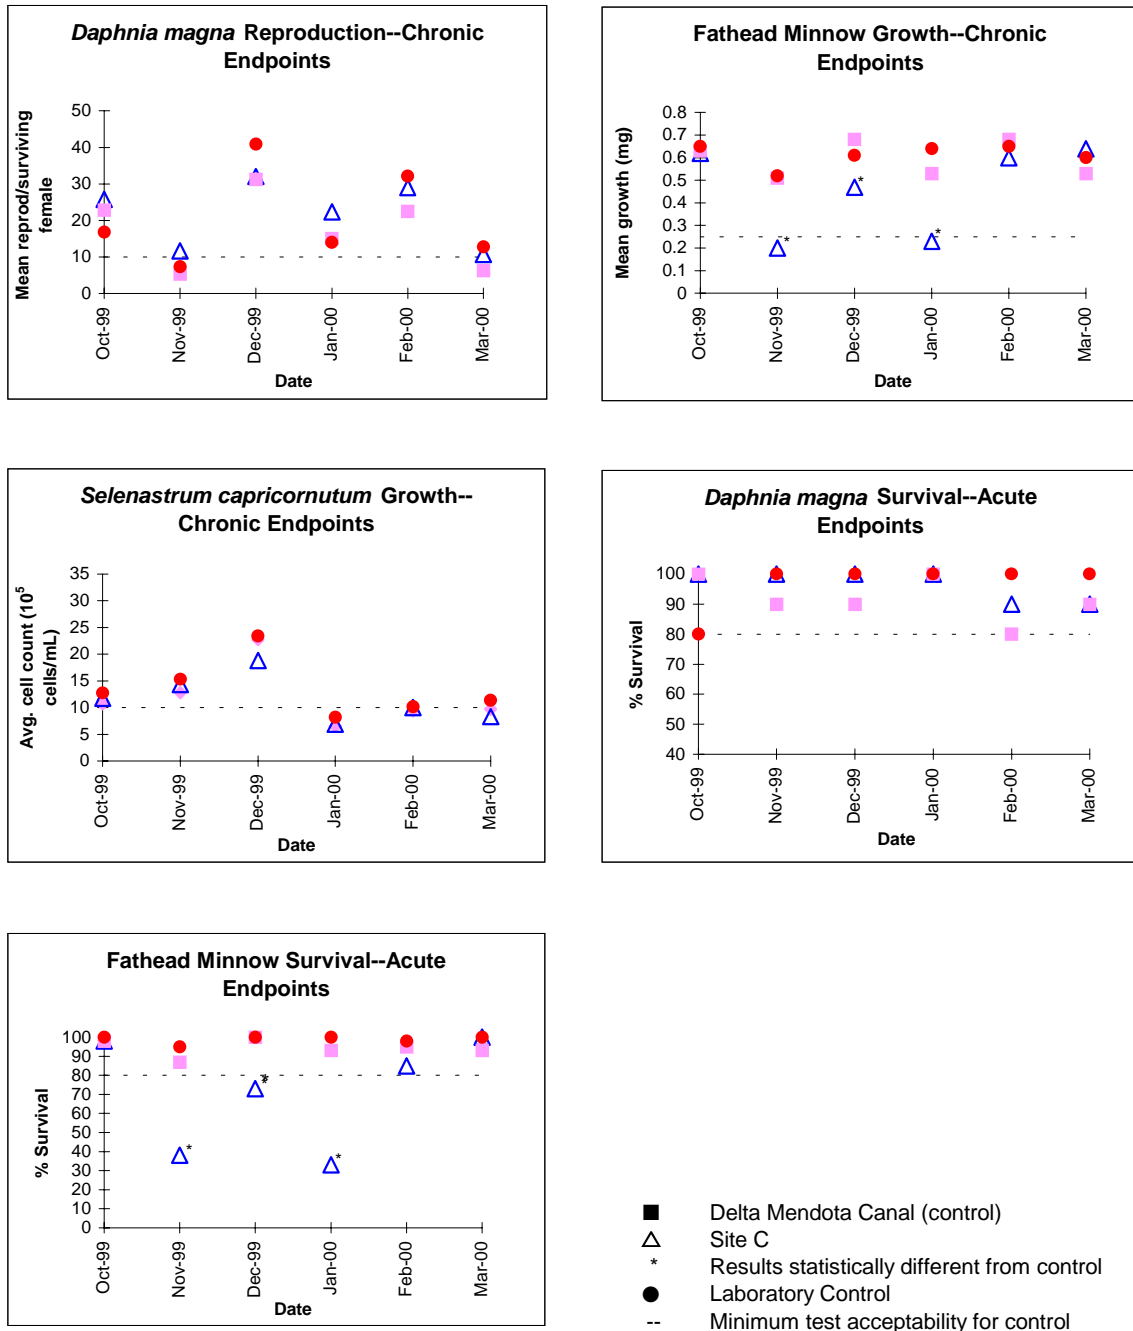 Daphnia magna Reproduction--Chronic
Endpoints
Mean reprod/surviving
female
50
40
30
20
10
0
Oct-99
Nov-99
Dec-99
Jan-00
Feb-00
Mar-00
Date
Fathead Minnow Growth--Chronic
Endpoints
Mean growth (mg)
0.8
0.7
0.6
0.5
0.4
0.3
0.2
0.1
0
*
*
*
Oct-99
Nov-99
Dec-99
Jan-00
Feb-00
Mar-00
Date
Selenastrum capricornutum Growth--
Chronic Endpoints
Avg. cell count (10⁵
cells/mL)
35
30
25
20
15
10
5
0
Oct-99
Nov-99
Dec-99
Jan-00
Feb-00
Mar-00
Date
Daphnia magna Survival--Acute
Endpoints
% Survival
100
90
80
70
60
50
40
Oct-99
Nov-99
Dec-99
Jan-00
Feb-00
Mar-00
Date
Fathead Minnow Survival--Acute
Endpoints
% Survival
100
90
80
70
60
50
40
30
20
10
0
*
*
*
Oct-99
Nov-99
Dec-99
Jan-00
Feb-00
Mar-00
Date
Delta Mendota Canal (control)
Site C
* Results statistically different from control
Laboratory Control
-- Minimum test acceptability for control